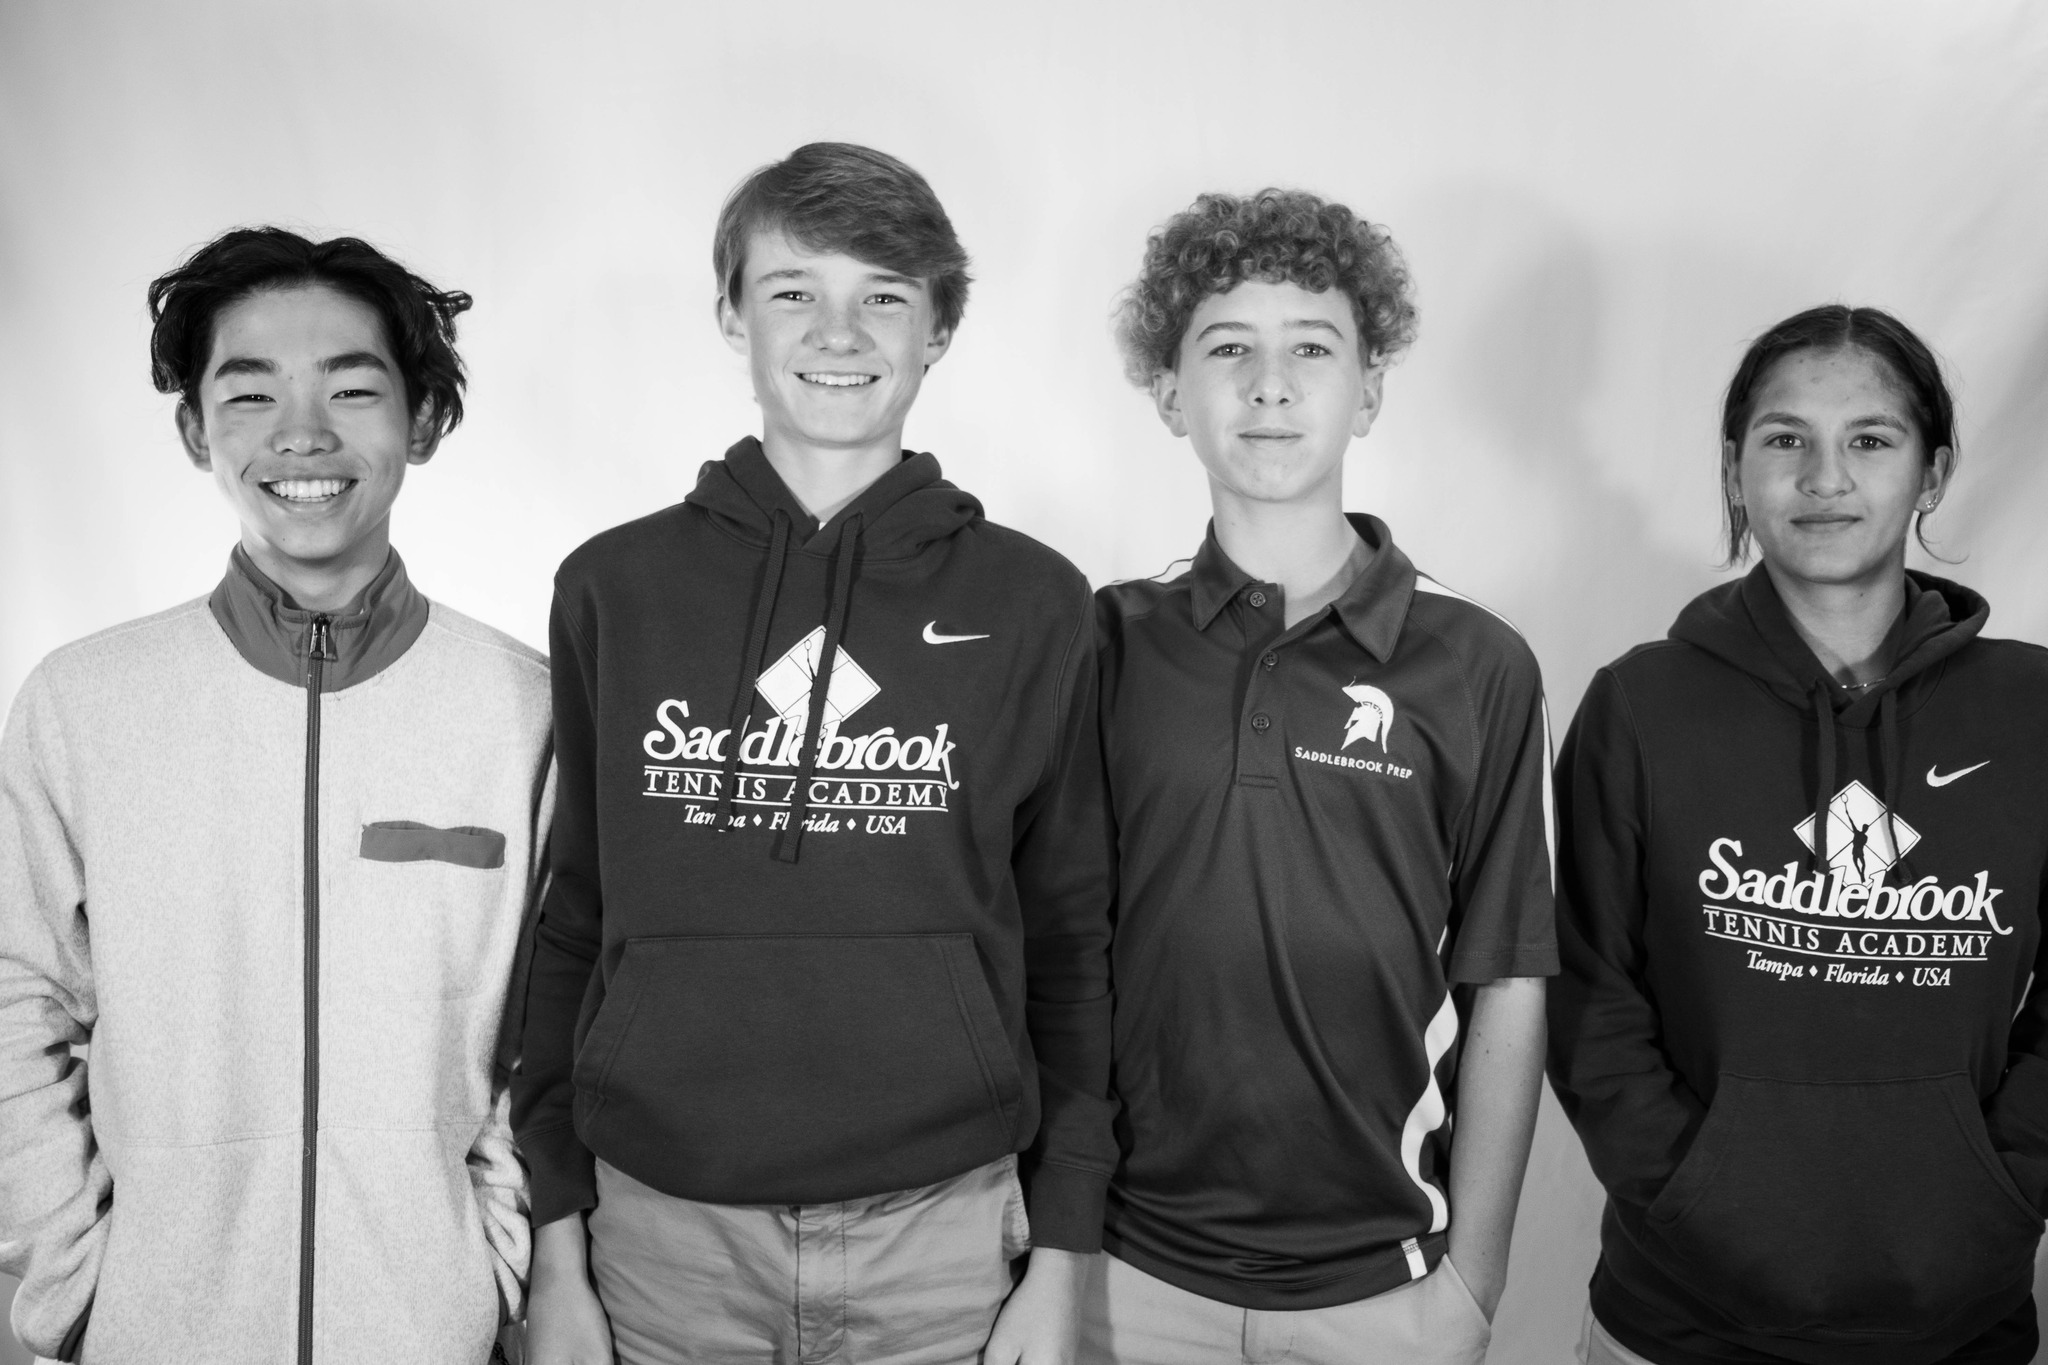 Saddlebrook
TENNIS ACADEMY
Tampa ♦ Florida ♦ USA
SADDLEBROOK PREP
Saddlebrook
TENNIS ACADEMY
Tampa ♦ Florida ♦ USA